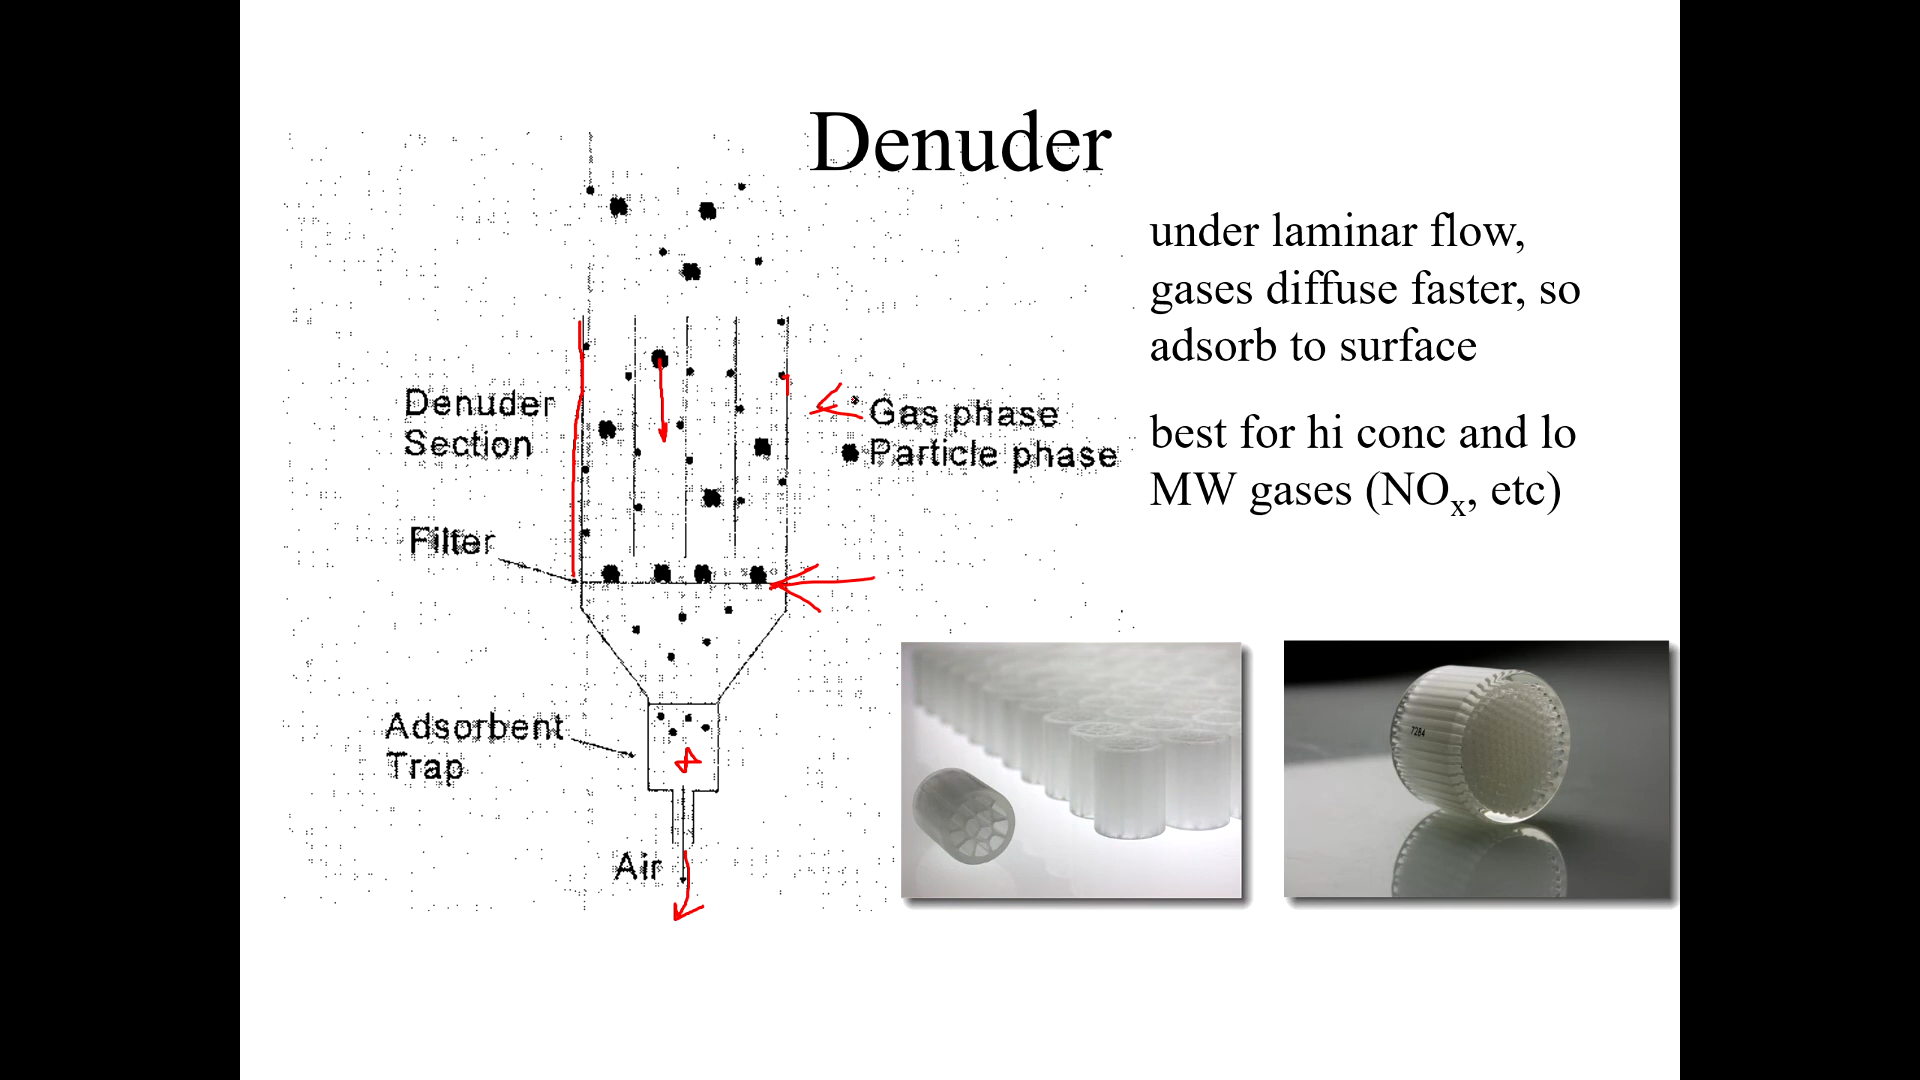 Denuder
under laminar flow,
gases diffuse faster, so
adsorb to surface
best for hi conc and lo
MW gases (NOx, etc)
Denuder
Section
Gas phase
Particle phase
Filter
Adsorbent
Trap
Air
7284